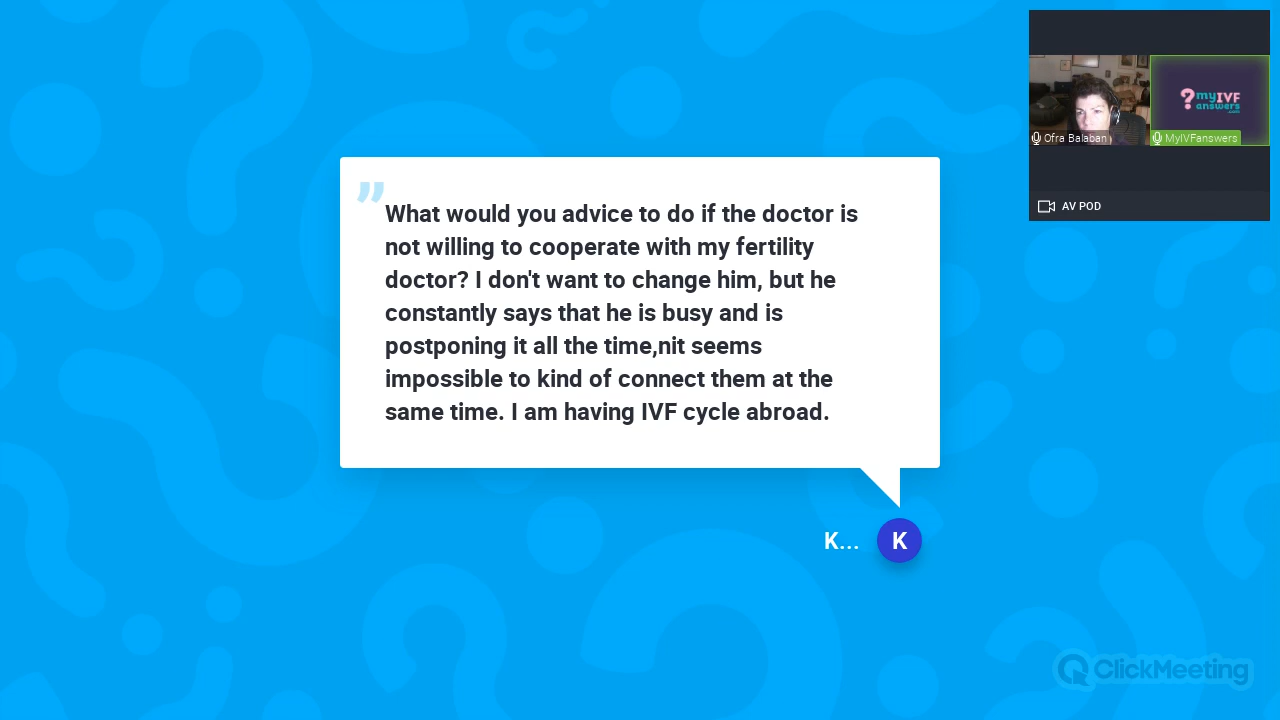 What would you advice to do if the doctor is
not willing to cooperate with my fertility
doctor? I don't want to change him, but he
constantly says that he is busy and is
postponing it all the time,nit seems
impossible to kind of connect them at the
same time. I am having IVF cycle abroad.
K...
K
?myIVF
answers
.com
Ofra Balaban
MyIVFanswers
AV POD
ClickMeeting